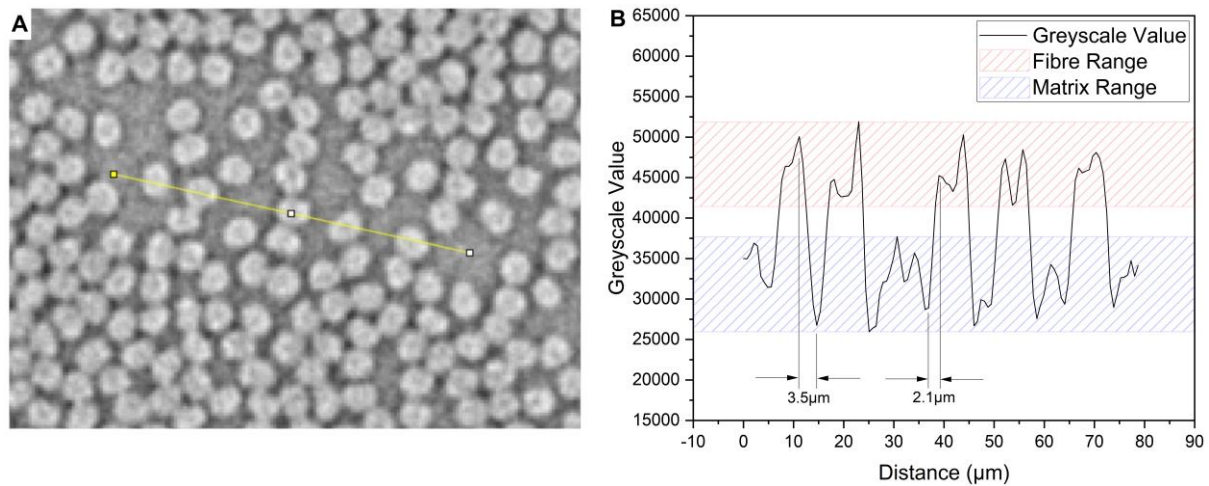 A
B
Greyscale Value
Fibre Range
Matrix Range
65000
60000
55000
50000
45000
40000
35000
30000
25000
20000
15000
Greyscale Value
3.5μm
2.1μm
-10
0
10
20
30
40
50
60
70
80
90
Distance (μm)